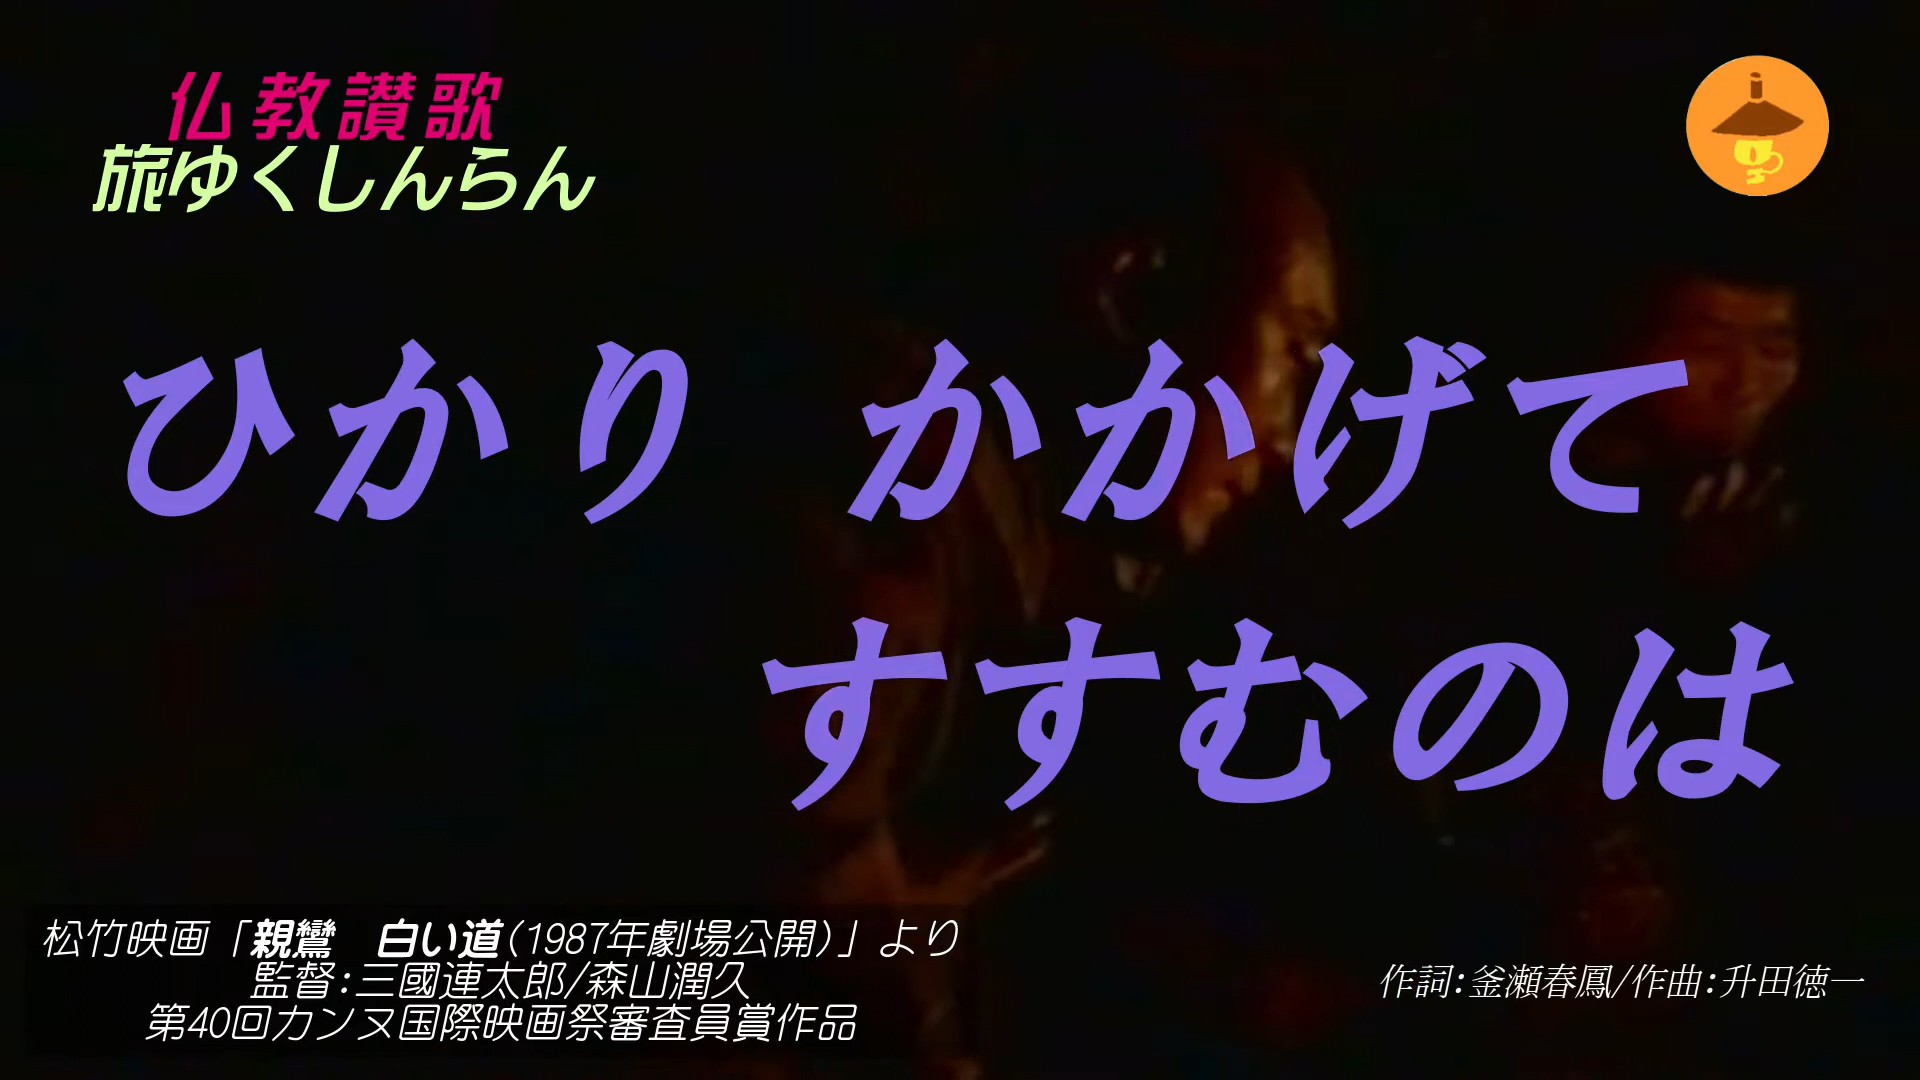 仏教讃歌
旅ゆくしんらん
ひかり　かかげて
すすむのは
松竹映画「親鸞　白い道(1987年劇場公開)」より
監督:三國連太郎/森山潤久
第40回カンヌ国際映画祭審査員賞作品
作詞:釜瀬春鳳/作曲:升田徳一